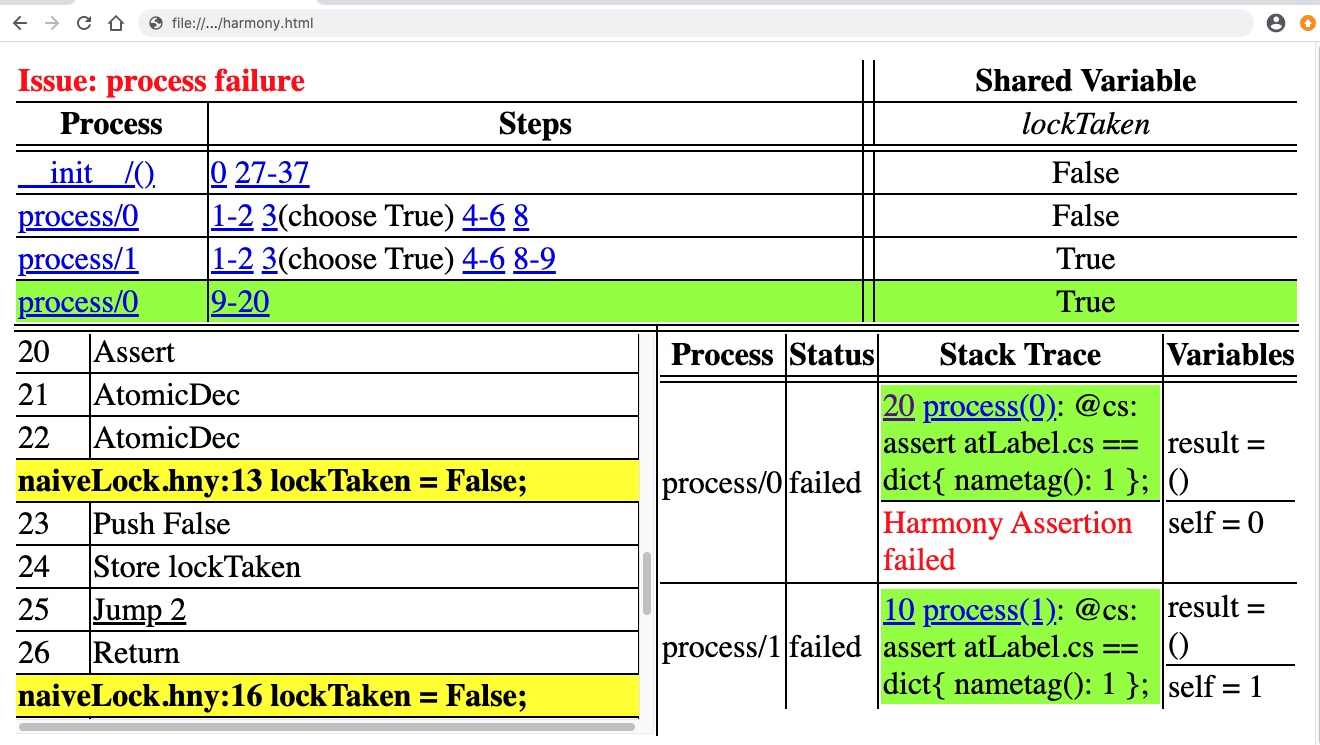 file://.../harmony.html
Issue: process failure
Shared Variable
Process Steps lockTaken
__init__/() 0 27-37 False
process/0 1-2 3(choose True) 4-6 8 False
process/1 1-2 3(choose True) 4-6 8-9 True
process/0 9-20 True
20 Assert
21 AtomicDec
22 AtomicDec
naiveLock.hny:13 lockTaken = False;
23 Push False
24 Store lockTaken
25 Jump 2
26 Return
naiveLock.hny:16 lockTaken = False;
Process Status Stack Trace Variables
process/0 failed
20 process(0): @cs:
assert atLabel.cs ==
dict{ nametag(): 1 };
Harmony Assertion
failed
result =
()
self = 0
process/1 failed
10 process(1): @cs:
assert atLabel.cs ==
dict{ nametag(): 1 };
result =
()
self = 1